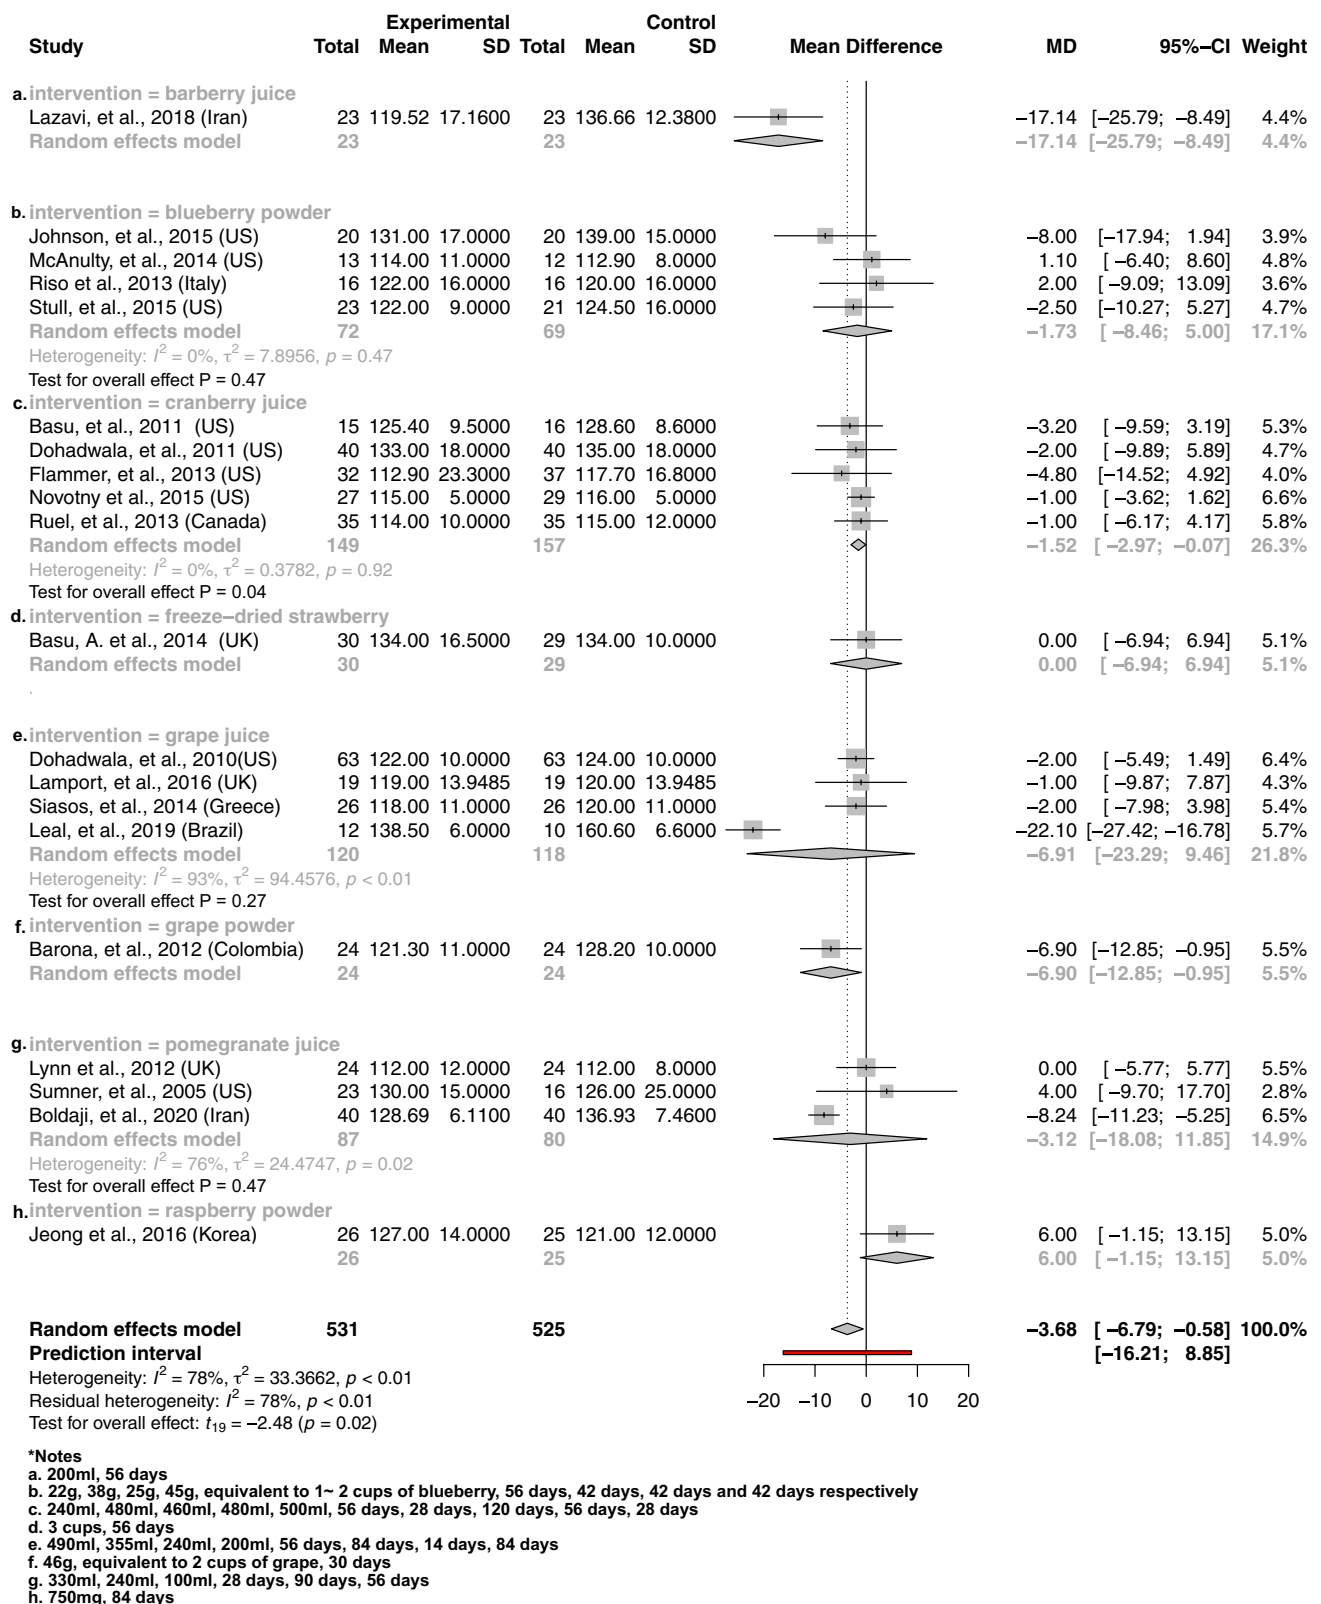 Experimental Control
Study Total Mean SD Total Mean SD Mean Difference MD 95%−CI Weight
a. intervention = barberry juice
Lazavi, et al., 2018 (Iran) 23 119.52 17.1600 23 136.66 12.3800 −17.14 [−25.79; −8.49] 4.4%
Random effects model 23 23 −17.14 [−25.79; −8.49] 4.4%
b. intervention = blueberry powder
Johnson, et al., 2015 (US) 20 131.00 17.0000 20 139.00 15.0000 −8.00 [−17.94; 1.94] 3.9%
McAnulty, et al., 2014 (US) 13 114.00 11.0000 12 112.90 8.0000 1.10 [ −6.40; 8.60] 4.8%
Riso et al., 2013 (Italy) 16 122.00 16.0000 16 120.00 16.0000 2.00 [ −9.09; 13.09] 3.6%
Stull, et al., 2015 (US) 23 122.00 9.0000 21 124.50 16.0000 −2.50 [−10.27; 5.27] 4.7%
Random effects model 72 69 −1.73 [ −8.46; 5.00] 17.1%
Heterogeneity: I² = 0%, τ² = 7.8956, p = 0.47
Test for overall effect P = 0.47
c. intervention = cranberry juice
Basu, et al., 2011 (US) 15 125.40 9.5000 16 128.60 8.6000 −3.20 [ −9.59; 3.19] 5.3%
Dohadwala, et al., 2011 (US) 40 133.00 18.0000 40 135.00 18.0000 −2.00 [ −9.89; 5.89] 4.7%
Flammer, et al., 2013 (US) 32 112.90 23.3000 37 117.70 16.8000 −4.80 [−14.52; 4.92] 4.0%
Novotny et al., 2015 (US) 27 115.00 5.0000 29 116.00 5.0000 −1.00 [ −3.62; 1.62] 6.6%
Ruel, et al., 2013 (Canada) 35 114.00 10.0000 35 115.00 12.0000 −1.00 [ −6.17; 4.17] 5.8%
Random effects model 149 157 −1.52 [ −2.97; −0.07] 26.3%
Heterogeneity: I² = 0%, τ² = 0.3782, p = 0.92
Test for overall effect P = 0.04
d. intervention = freeze−dried strawberry
Basu, A. et al., 2014 (UK) 30 134.00 16.5000 29 134.00 10.0000 0.00 [ −6.94; 6.94] 5.1%
Random effects model 30 29 0.00 [ −6.94; 6.94] 5.1%
e. intervention = grape juice
Dohadwala, et al., 2010(US) 63 122.00 10.0000 63 124.00 10.0000 −2.00 [ −5.49; 1.49] 6.4%
Lamport, et al., 2016 (UK) 19 119.00 13.9485 19 120.00 13.9485 −1.00 [ −9.87; 7.87] 4.3%
Siasos, et al., 2014 (Greece) 26 118.00 11.0000 26 120.00 11.0000 −2.00 [ −7.98; 3.98] 5.4%
Leal, et al., 2019 (Brazil) 12 138.50 6.0000 10 160.60 6.6000 −22.10 [−27.42; −16.78] 5.7%
Random effects model 120 118 −6.91 [−23.29; 9.46] 21.8%
Heterogeneity: I² = 93%, τ² = 94.4576, p < 0.01
Test for overall effect P = 0.27
f. intervention = grape powder
Barona, et al., 2012 (Colombia) 24 121.30 11.0000 24 128.20 10.0000 −6.90 [−12.85; −0.95] 5.5%
Random effects model 24 24 −6.90 [−12.85; −0.95] 5.5%
g. intervention = pomegranate juice
Lynn et al., 2012 (UK) 24 112.00 12.0000 24 112.00 8.0000 0.00 [ −5.77; 5.77] 5.5%
Sumner, et al., 2005 (US) 23 130.00 15.0000 16 126.00 25.0000 4.00 [ −9.70; 17.70] 2.8%
Boldaji, et al., 2020 (Iran) 40 128.69 6.1100 40 136.93 7.4600 −8.24 [−11.23; −5.25] 6.5%
Random effects model 87 80 −3.12 [−18.08; 11.85] 14.9%
Heterogeneity: I² = 76%, τ² = 24.4747, p = 0.02
Test for overall effect P = 0.47
h. intervention = raspberry powder
Jeong et al., 2016 (Korea) 26 127.00 14.0000 25 121.00 12.0000 6.00 [ −1.15; 13.15] 5.0%
26 25 6.00 [ −1.15; 13.15] 5.0%
Random effects model 531 525 −3.68 [ −6.79; −0.58] 100.0%
Prediction interval [−16.21; 8.85]
Heterogeneity: I² = 78%, τ² = 33.3662, p < 0.01
Residual heterogeneity: I² = 78%, p < 0.01
−20 −10 0 10 20
Test for overall effect: t₁₉ = −2.48 (p = 0.02)
*Notes
a. 200ml, 56 days
b. 22g, 38g, 25g, 45g, equivalent to 1~ 2 cups of blueberry, 56 days, 42 days, 42 days and 42 days respectively
c. 240ml, 480ml, 460ml, 480ml, 500ml, 56 days, 28 days, 120 days, 56 days, 28 days
d. 3 cups, 56 days
e. 490ml, 355ml, 240ml, 200ml, 56 days, 84 days, 14 days, 84 days
f. 46g, equivalent to 2 cups of grape, 30 days
g. 330ml, 240ml, 100ml, 28 days, 90 days, 56 days
h. 750mg, 84 days